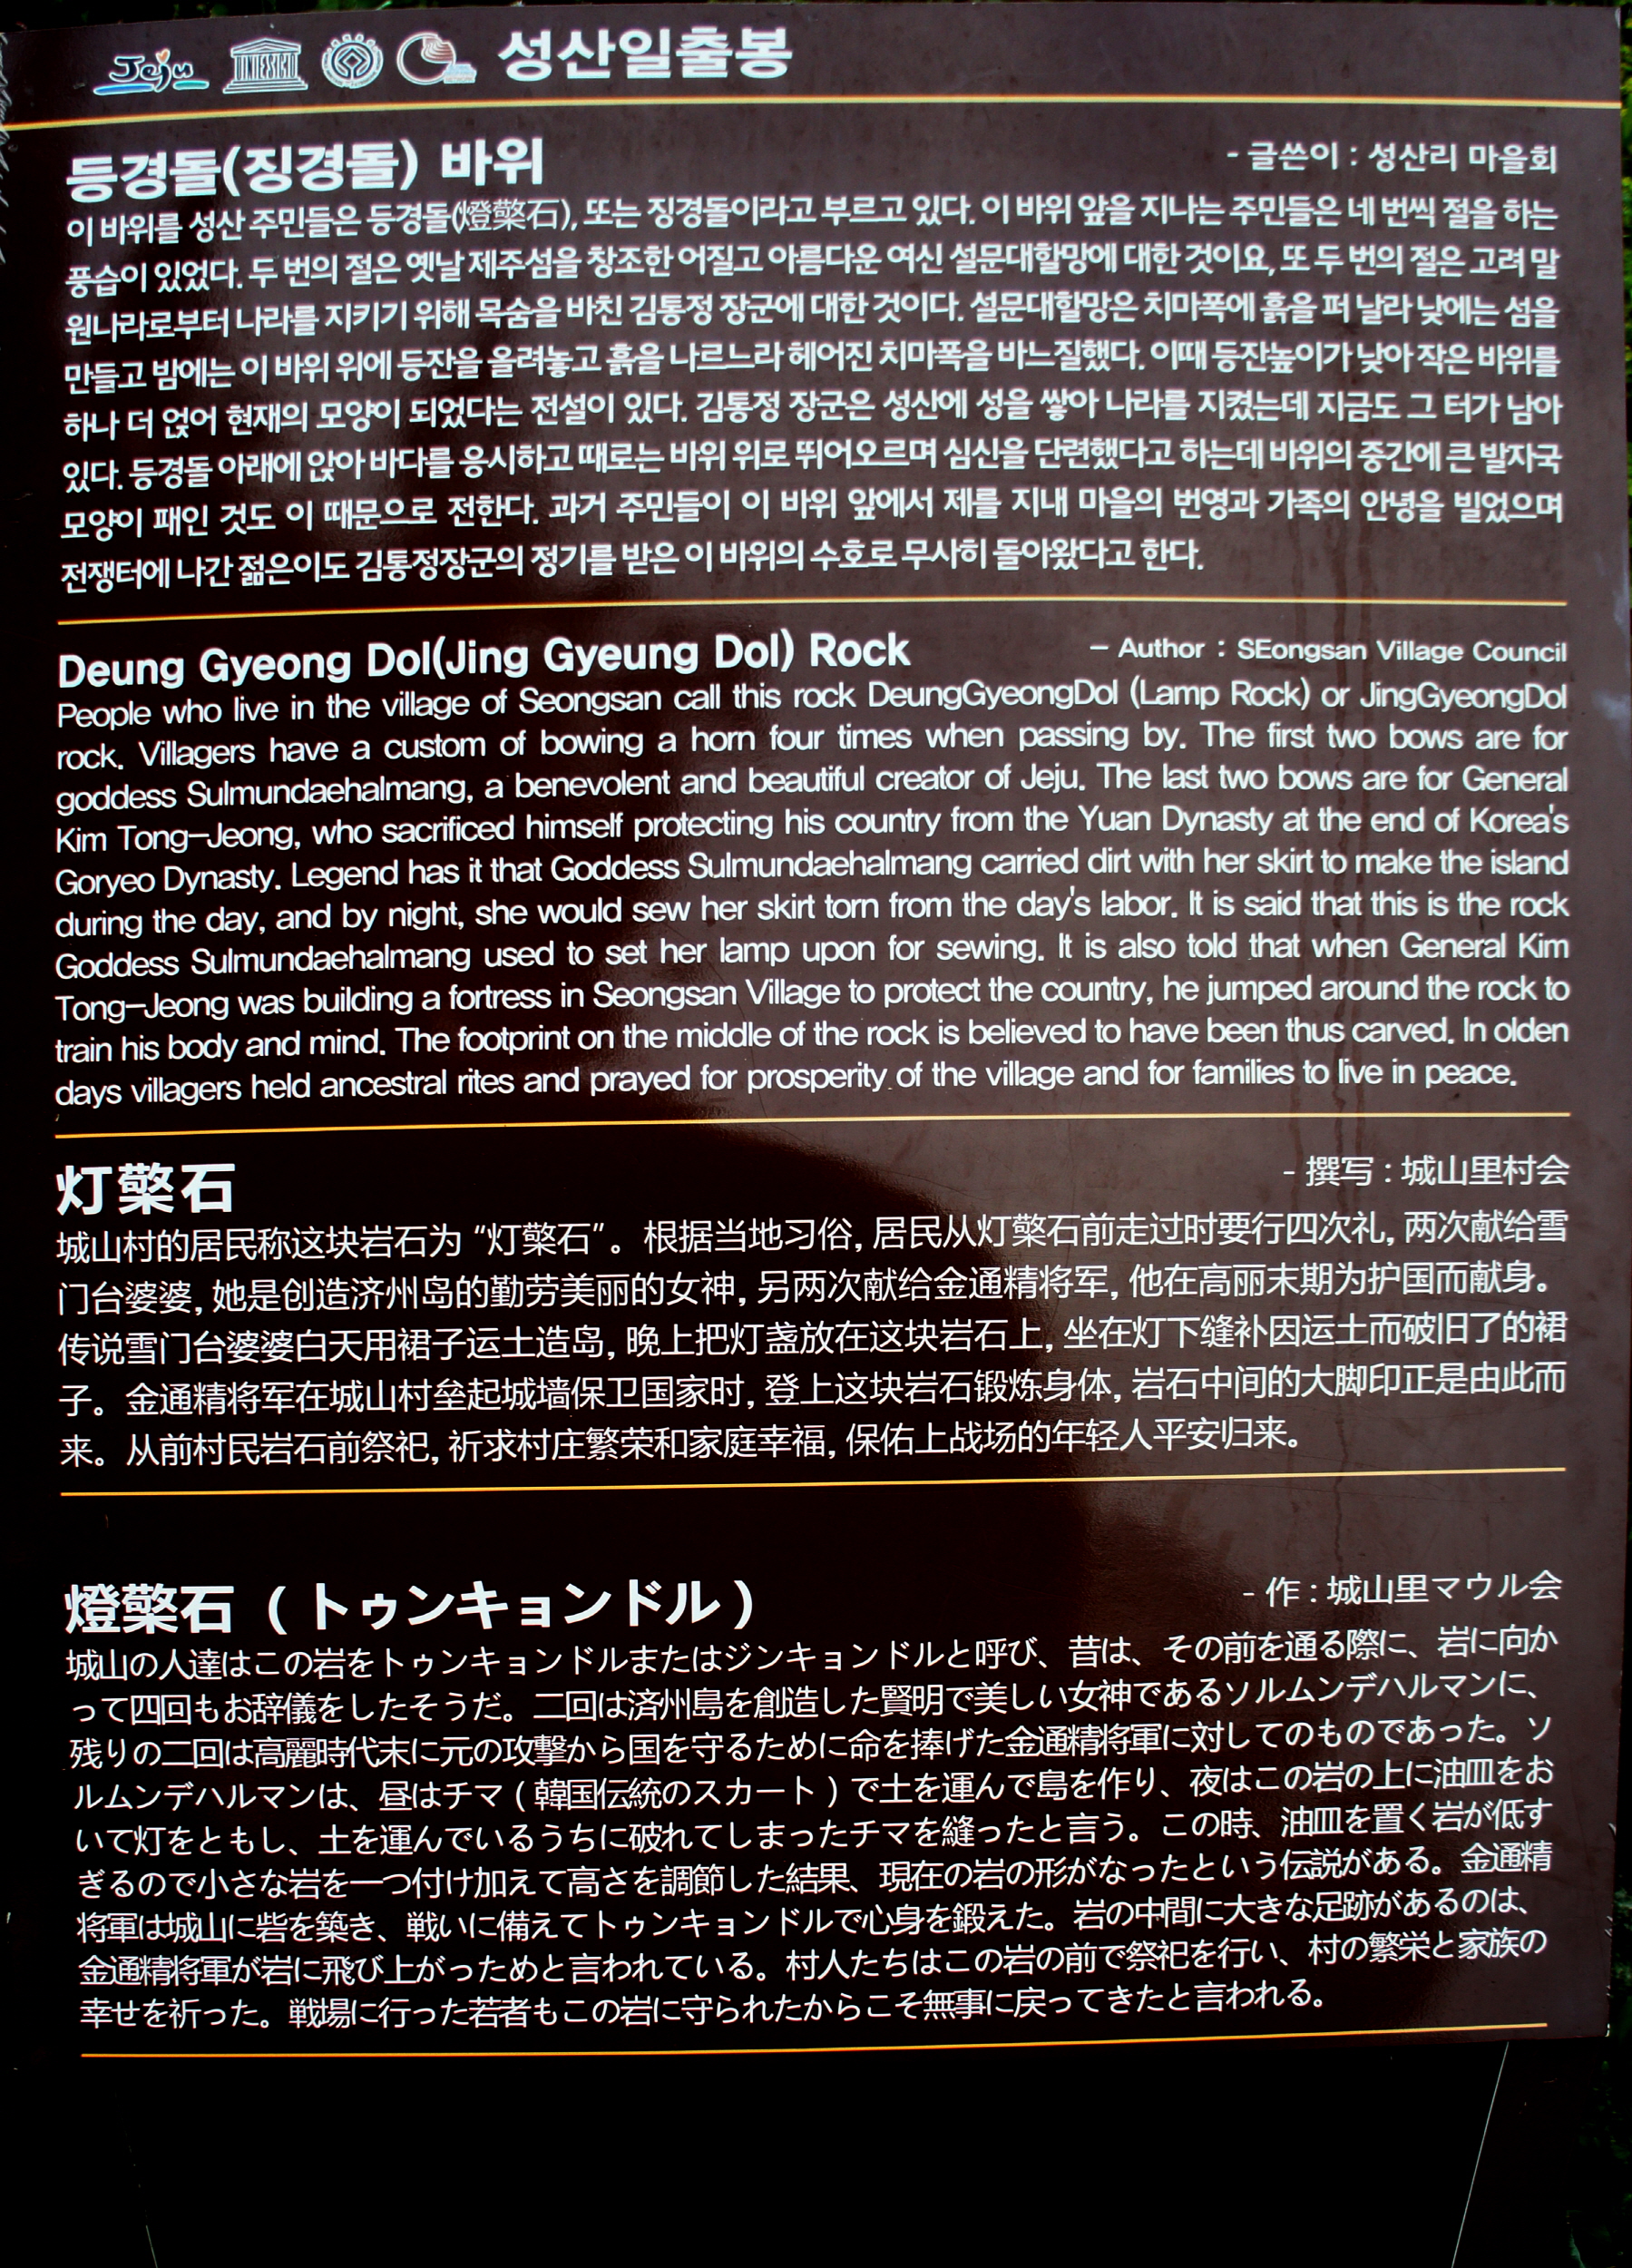 Jeju UNESCO 성산일출봉
등경돌(징경돌) 바위 - 글쓴이 : 성산리 마을회
이 바위를 성산 주민들은 등경돌(燈檠石), 또는 징경돌이라고 부르고 있다. 이 바위 앞을 지나는 주민들은 네 번씩 절을 하는
풍습이 있었다. 두 번의 절은 옛날 제주섬을 창조한 어질고 아름다운 여신 설문대할망에 대한 것이요, 또 두 번의 절은 고려 말
원나라로부터 나라를 지키기 위해 목숨을 바친 김통정 장군에 대한 것이다. 설문대할망은 치마폭에 흙을 퍼 날라 낮에는 섬을
만들고 밤에는 이 바위 위에 등잔을 올려놓고 흙을 나르느라 헤어진 치마폭을 바느질했다. 이때 등잔높이가 낮아 작은 바위를
하나 더 얹어 현재의 모양이 되었다는 전설이 있다. 김통정 장군은 성산에 성을 쌓아 나라를 지켰는데 지금도 그 터가 남아
있다. 등경돌 아래에 앉아 바다를 응시하고 때로는 바위 위로 뛰어오르며 심신을 단련했다고 하는데 바위의 중간에 큰 발자국
모양이 패인 것도 이 때문으로 전한다. 과거 주민들이 이 바위 앞에서 제를 지내 마을의 번영과 가족의 안녕을 빌었으며
전쟁터에 나간 젊은이도 김통정장군의 정기를 받은 이 바위의 수호로 무사히 돌아왔다고 한다.
Deung Gyeong Dol(Jing Gyeung Dol) Rock – Author : SEongsan Village Council
People who live in the village of Seongsan call this rock DeungGyeongDol (Lamp Rock) or JingGyeongDol
rock. Villagers have a custom of bowing a horn four times when passing by. The first two bows are for
goddess Sulmundaehalmang, a benevolent and beautiful creator of Jeju. The last two bows are for General
Kim Tong–Jeong, who sacrificed himself protecting his country from the Yuan Dynasty at the end of Korea's
Goryeo Dynasty. Legend has it that Goddess Sulmundaehalmang carried dirt with her skirt to make the island
during the day, and by night, she would sew her skirt torn from the day's labor. It is said that this is the rock
Goddess Sulmundaehalmang used to set her lamp upon for sewing. It is also told that when General Kim
Tong–Jeong was building a fortress in Seongsan Village to protect the country, he jumped around the rock to
train his body and mind. The footprint on the middle of the rock is believed to have been thus carved. In olden
days villagers held ancestral rites and prayed for prosperity of the village and for families to live in peace.
灯檠石 - 撰写 : 城山里村会
城山村的居民称这块岩石为 “灯檠石”。根据当地习俗, 居民从灯檠石前走过时要行四次礼, 两次献给雪
门台婆婆, 她是创造济州岛的勤劳美丽的女神, 另两次献给金通精将军, 他在高丽末期为护国而献身。
传说雪门台婆婆白天用裙子运土造岛, 晚上把灯盏放在这块岩石上, 坐在灯下缝补因运土而破旧了的裙
子。金通精将军在城山村垒起城墙保卫国家时, 登上这块岩石锻炼身体, 岩石中间的大脚印正是由此而
来。从前村民岩石前祭祀, 祈求村庄繁荣和家庭幸福, 保佑上战场的年轻人平安归来。
燈檠石 ( トゥンキョンドル ) - 作 : 城山里マウル会
城山の人達はこの岩をトゥンキョンドルまたはジンキョンドルと呼び、昔は、その前を通る際に、岩に向か
って四回もお辞儀をしたそうだ。二回は済州島を創造した賢明で美しい女神であるソルムンデハルマンに、
残りの二回は高麗時代末に元の攻撃から国を守るために命を捧げた金通精将軍に対してのものであった。ソ
ルムンデハルマンは、昼はチマ ( 韓国伝統のスカート ) で土を運んで島を作り、夜はこの岩の上に油皿をお
いて灯をともし、土を運んでいるうちに破れてしまったチマを縫ったと言う。この時、油皿を置く岩が低す
ぎるので小さな岩を一つ付け加えて高さを調節した結果、現在の岩の形がなったという伝説がある。金通精
将軍は城山に砦を築き、戦いに備えてトゥンキョンドルで心身を鍛えた。岩の中間に大きな足跡があるのは、
金通精将軍が岩に飛び上がっためと言われている。村人たちはこの岩の前で祭祀を行い、村の繁栄と家族の
幸せを祈った。戦場に行った若者もこの岩に守られたからこそ無事に戻ってきたと言われる。